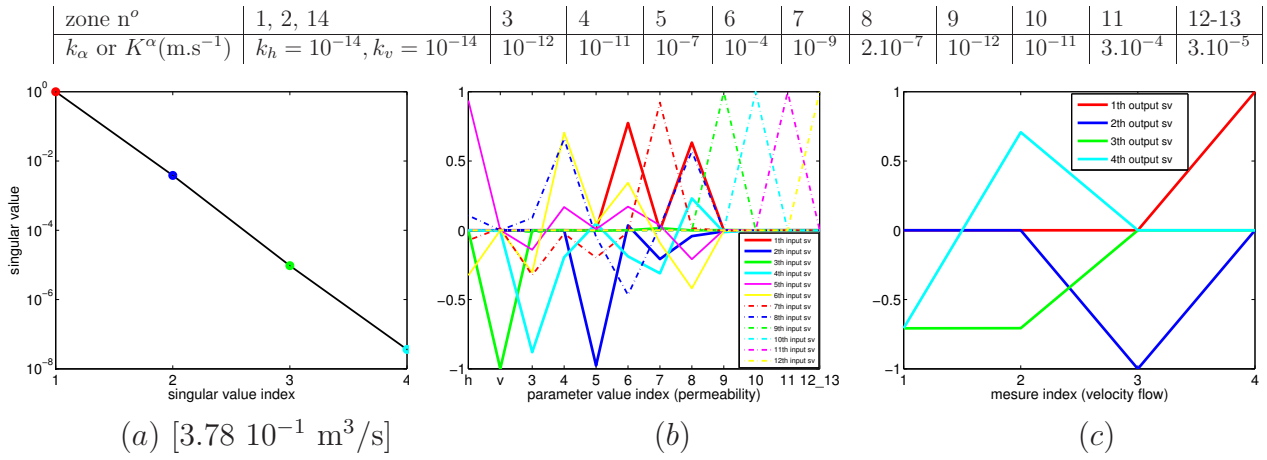 zone n^o 1, 2, 14 3 4 5 6 7 8 9 10 11 12-13
k_α or K^α(m.s^−1) k_h = 10^−14, k_v = 10^−14 10^−12 10^−11 10^−7 10^−4 10^−9 2.10^−7 10^−12 10^−11 3.10^−4 3.10^−5
singular value
10^0
10^−2
10^−4
10^−6
10^−8
1 2 3 4
singular value index
(a) [3.78 10^−1 m^3/s]
1
0.5
0
−0.5
−1
1th input sv
2th input sv
3th input sv
4th input sv
5th input sv
6th input sv
7th input sv
8th input sv
9th input sv
10th input sv
11th input sv
12th input sv
h v 3 4 5 6 7 8 9 10 11 12_13
parameter value index (permeability)
(b)
1
0.5
0
−0.5
−1
1th output sv
2th output sv
3th output sv
4th output sv
1 2 3 4
mesure index (velocity flow)
(c)